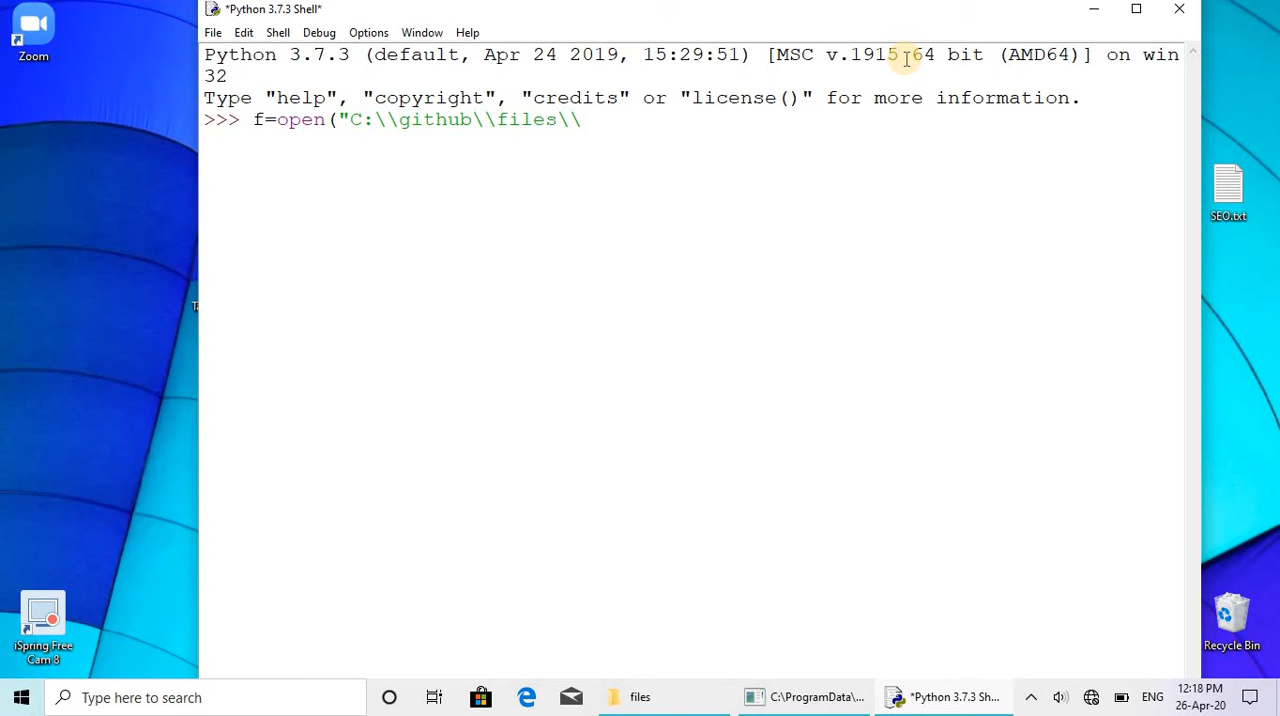 *Python 3.7.3 Shell*
Zoom
File Edit Shell Debug Options Window Help
Python 3.7.3 (default, Apr 24 2019, 15:29:51) [MSC v.1915 64 bit (AMD64)] on win
32
Type "help", "copyright", "credits" or "license()" for more information.
>>> f=open("C:\\github\\files\\
SEO.txt
iSpring Free
Cam 8
Recycle Bin
Type here to search
files
C:\ProgramData\...
*Python 3.7.3 Sh...
ENG
12:18 PM
26-Apr-20